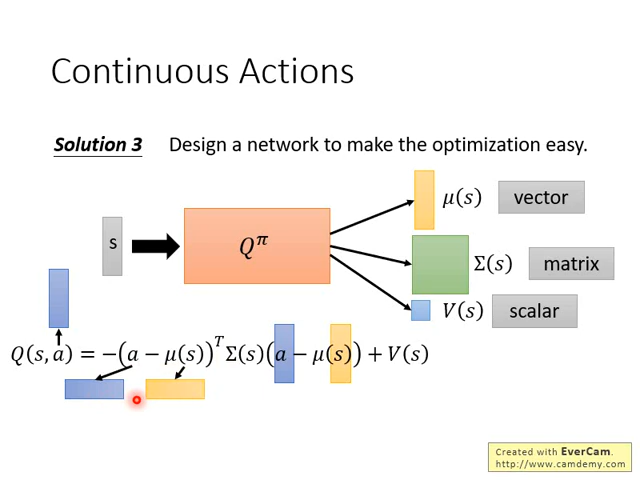 Continuous Actions
Solution 3 Design a network to make the optimization easy.
μ(s) vector
s
Q^π
Σ(s) matrix
V(s) scalar
Q(s, a) = −(a − μ(s))^T Σ(s)(a − μ(s)) + V(s)
Created with EverCam.
http://www.camdemy.com